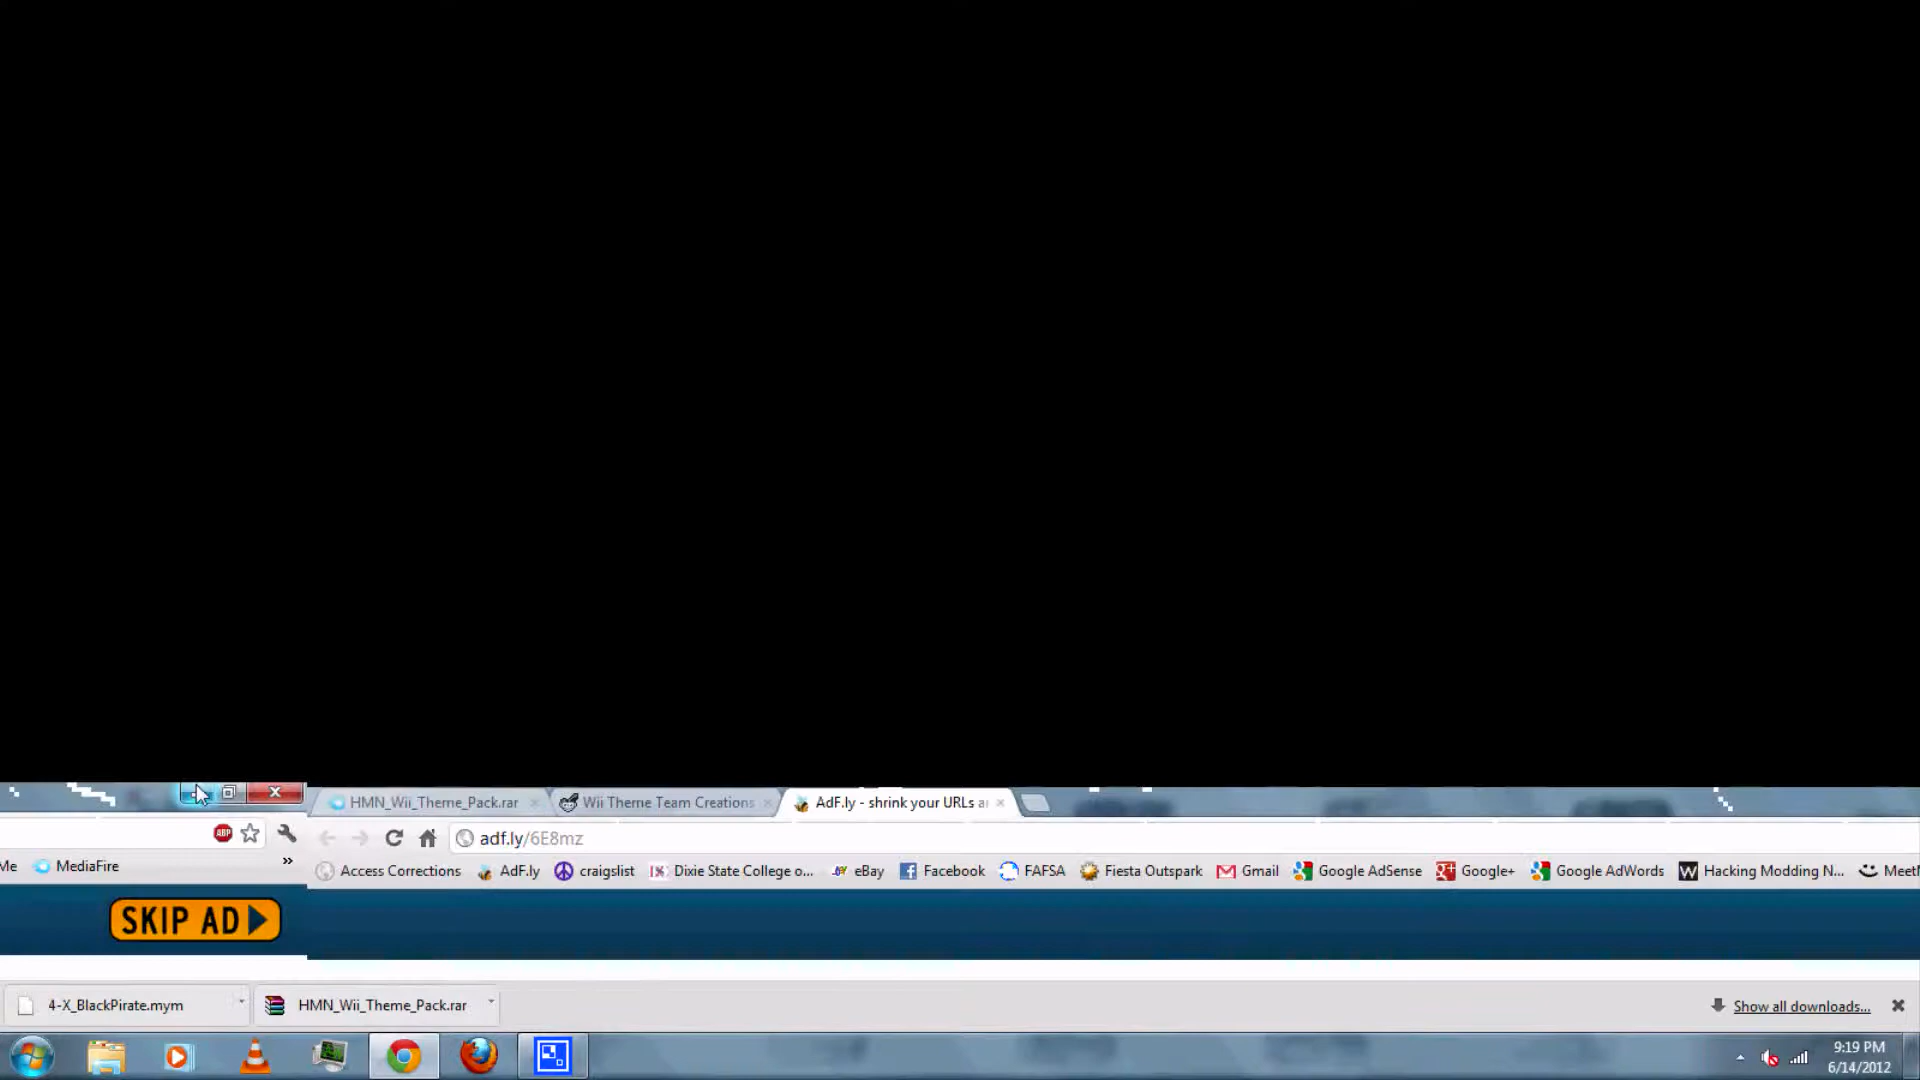 HMN_Wii_Theme_Pack.rar
Wii Theme Team Creations
AdF.ly - shrink your URLs
adf.ly/6E8mz
ABP
Me
MediaFire
»
Access Corrections
AdF.ly
craigslist
Dixie State College o...
eBay
Facebook
FAFSA
Fiesta Outspark
Gmail
Google AdSense
Google+
Google AdWords
Hacking Modding N...
SKIP AD
4-X_BlackPirate.mym
HMN_Wii_Theme_Pack.rar
Show all downloads...
9:19 PM
6/14/2012